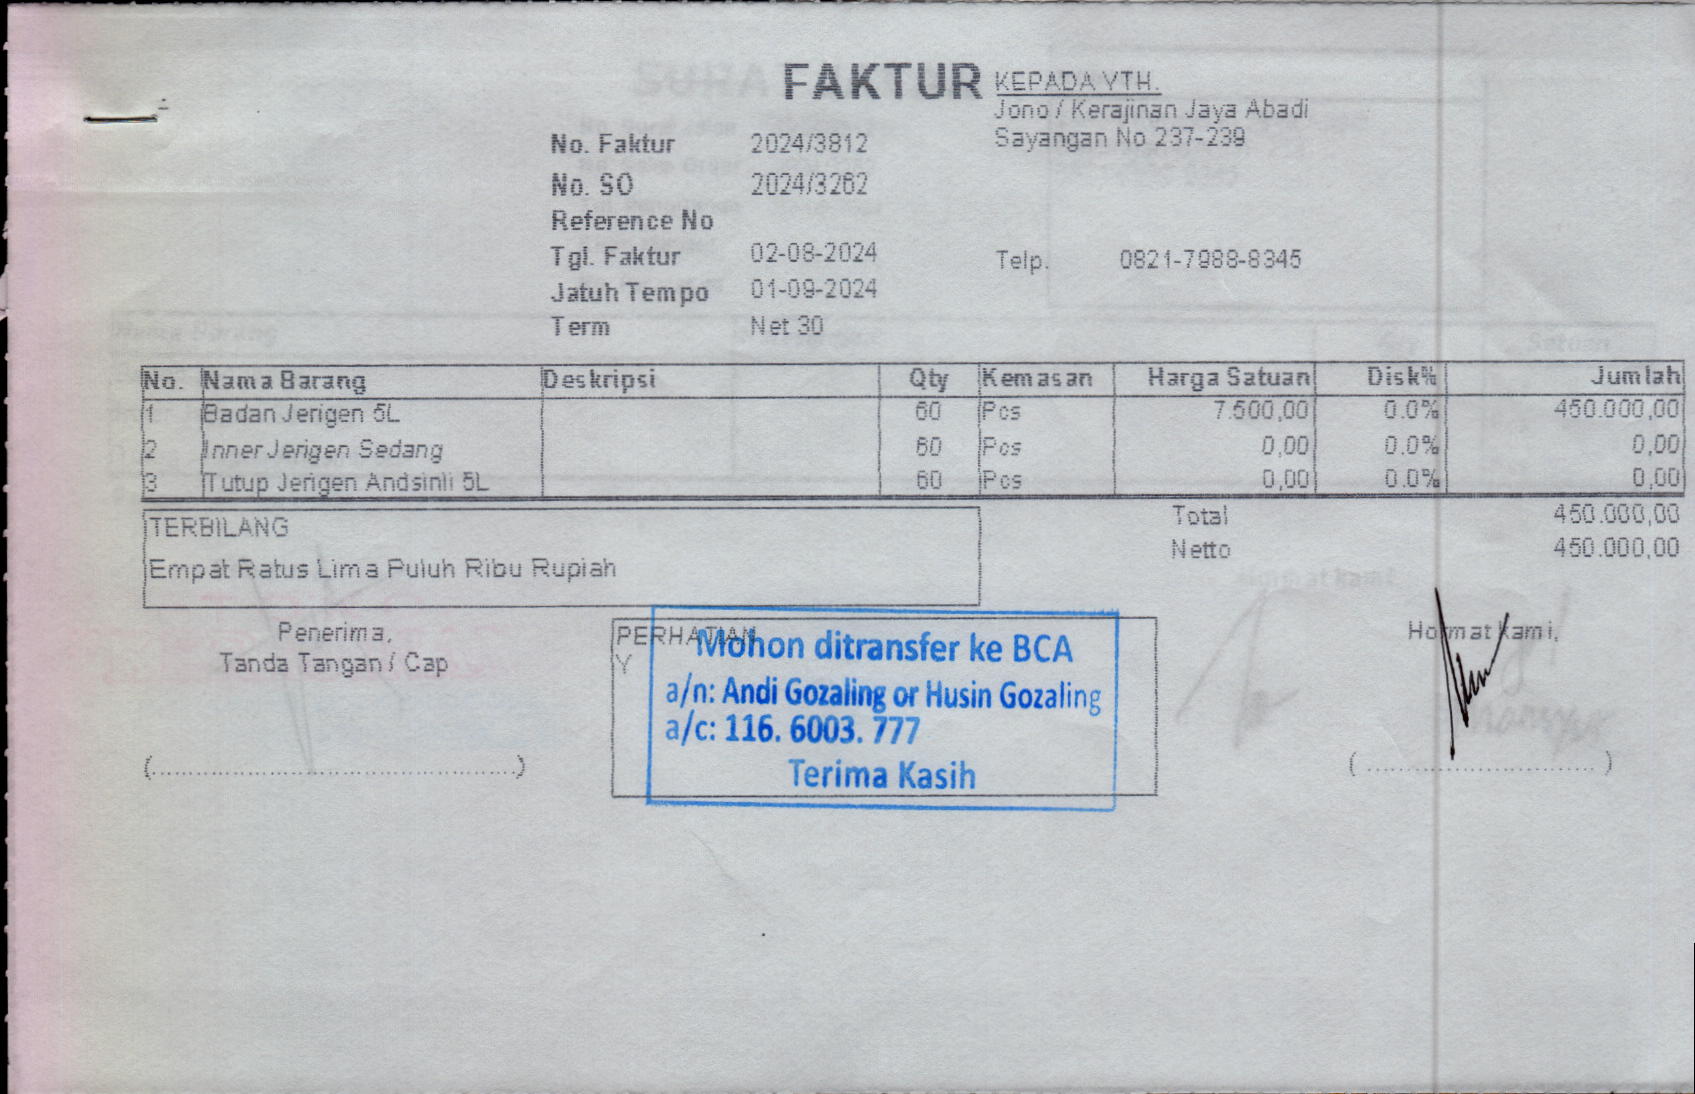 FAKTUR
KEPADA YTH.
Jono / Kerajinan Jaya Abadi
Sayangan No 237-239
No. Faktur 2024/3812
No. SO 2024/3262
Reference No
Tgl. Faktur 02-08-2024
Telp. 0821-7988-8345
Jatuh Tempo 01-09-2024
Term Net 30
No. Nama Barang Deskripsi Qty Kemasan Harga Satuan Disk% Jumlah
1 Badan Jerigen 5L 60 Pcs 7.500,00 0.0% 450.000,00
2 Inner Jerigen Sedang 60 Pcs 0,00 0.0% 0,00
3 Tutup Jerigen Andsinli 5L 60 Pcs 0,00 0.0% 0,00
TERBILANG
Empat Ratus Lima Puluh Ribu Rupiah
Total 450.000,00
Netto 450.000,00
Penerima,
Tanda Tangan / Cap
PERHATIAN
Y
Mohon ditransfer ke BCA
a/n: Andi Gozaling or Husin Gozaling
a/c: 116. 6003. 777
Terima Kasih
Hormat Kami,